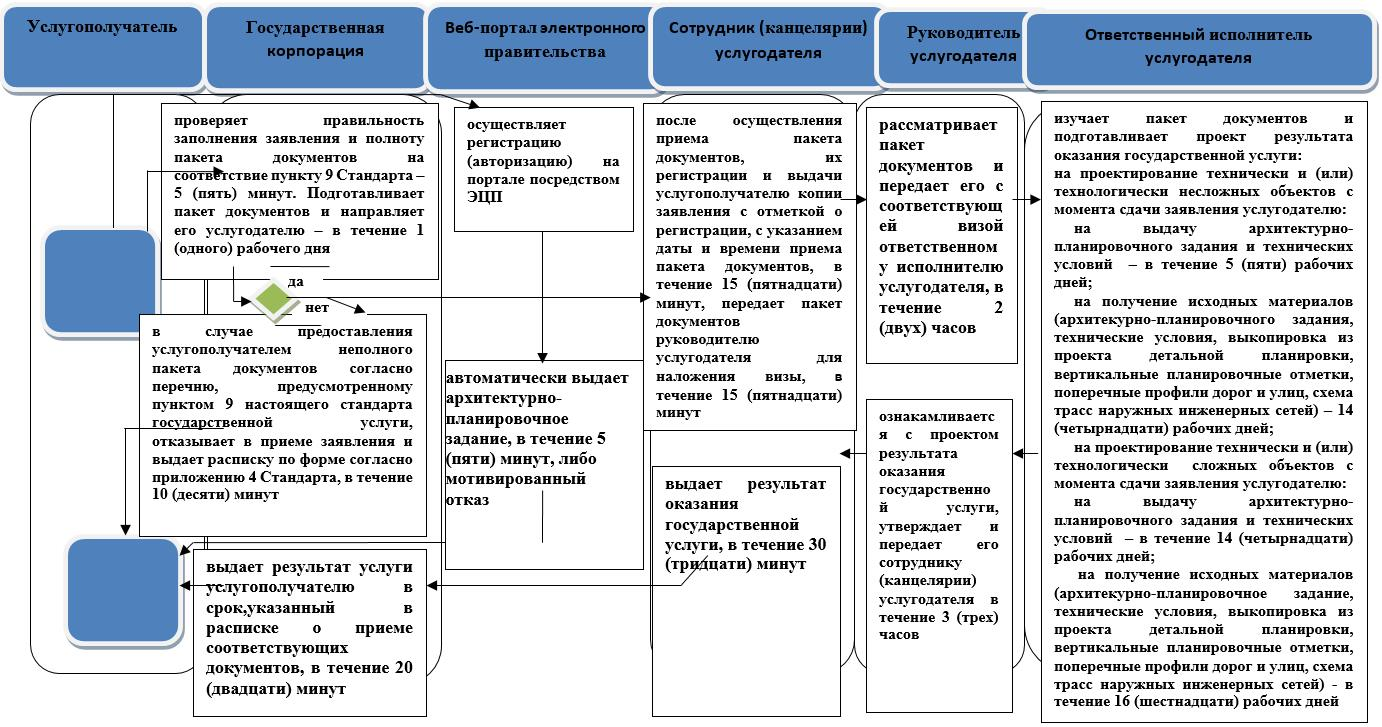 Услугополучатель
Государственная
корпорация
Веб-портал электронного
правительства
Сотрудник (канцелярии)
услугодателя
Руководитель
услугодателя
Ответственный исполнитель
услугодателя
проверяет правильность
заполнения заявления и полноту
пакета документов на
соответствие пункту 9 Стандарта –
5 (пять) минут. Подготавливает
пакет документов и направляет
его услугодателю – в течение 1
(одного) рабочего дня
да
нет
в случае предоставления
услугополучателем неполного
пакета документов согласно
перечню, предусмотренному
пунктом 9 настоящего стандарта
государственной услуги,
отказывает в приеме заявления и
выдает расписку по форме согласно
приложению 4 Стандарта, в течение
10 (десяти) минут
выдает результат услуги
услугополучателю в
срок,указанный в
расписке о приеме
соответствующих
документов, в течение 20
(двадцати) минут
осуществляет
регистрацию
(авторизацию) на
портале посредством
ЭЦП
автоматически выдает
архитектурно-
планировочное
задание, в течение 5
(пяти) минут, либо
мотивированный
отказ
после осуществления
приема пакета
документов, их
регистрации и выдачи
услугополучателю копии
заявления с отметкой о
регистрации, с указанием
даты и времени приема
пакета документов, в
течение 15 (пятнадцати)
минут, передает пакет
документов
руководителю
услугодателя для
наложения визы, в
течение 15 (пятнадцати)
минут
выдает результат
оказания
государственной
услуги, в течение 30
(тридцати) минут
рассматривает
пакет
документов и
передает его с
соответствующ
ей визой
ответственном
у исполнителю
услугодателя, в
течение 2
(двух) часов
ознакамливаетс
я с проектом
результата
оказания
государственно
й услуги,
утверждает и
передает его
сотруднику
(канцелярии)
услугодателя в
течение 3 (трех)
часов
изучает пакет документов и
подготавливает проект результата
оказания государственной услуги:
на проектирование технически и (или)
технологически несложных объектов с
момента сдачи заявления услугодателю:
на выдачу архитектурно-
планировочного задания и технических
условий – в течение 5 (пяти) рабочих
дней;
на получение исходных материалов
(архитекурно-планировочного задания,
технические условия, выкопировка из
проекта детальной планировки,
вертикальные планировочные отметки,
поперечные профили дорог и улиц, схема
трасс наружных инженерных сетей) – 14
(четырнадцати) рабочих дней;
на проектирование технически и (или)
технологически сложных объектов с
момента сдачи заявления услугодателю:
на выдачу архитектурно-
планировочного задания и технических
условий – в течение 14 (четырнадцати)
рабочих дней;
на получение исходных материалов
(архитекурно-планировочное задание,
технические условия, выкопировка из
проекта детальной планировки,
вертикальные планировочные отметки,
поперечные профили дорог и улиц, схема
трасс наружных инженерных сетей) - в
течение 16 (шестнадцати) рабочих дней